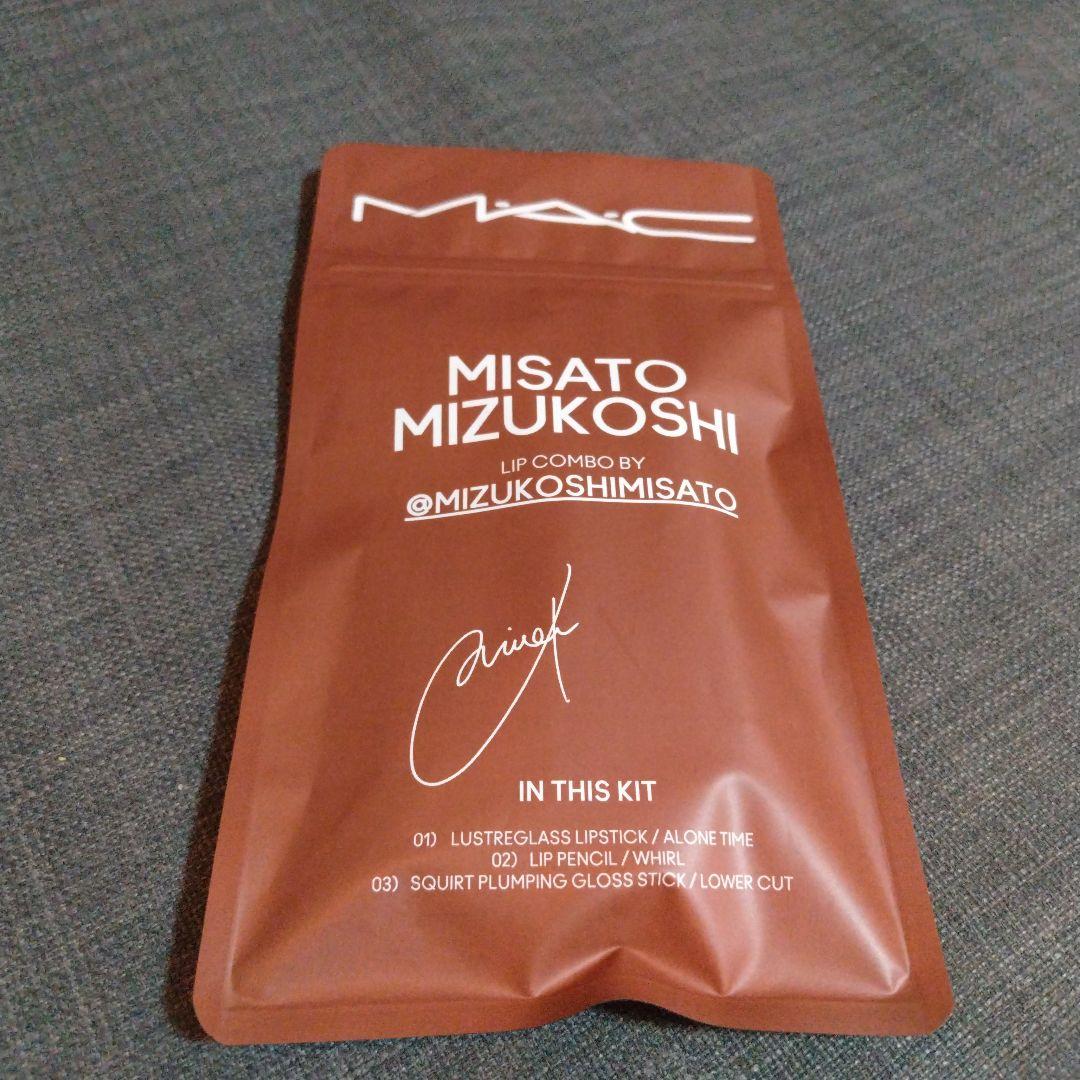 M·A·C
MISATO
MIZUKOSHI
LIP COMBO BY
@MIZUKOSHIMISATO
IN THIS KIT
01) LUSTREGLASS LIPSTICK / ALONE TIME
02) LIP PENCIL / WHIRL
03) SQUIRT PLUMPING GLOSS STICK / LOWER CUT